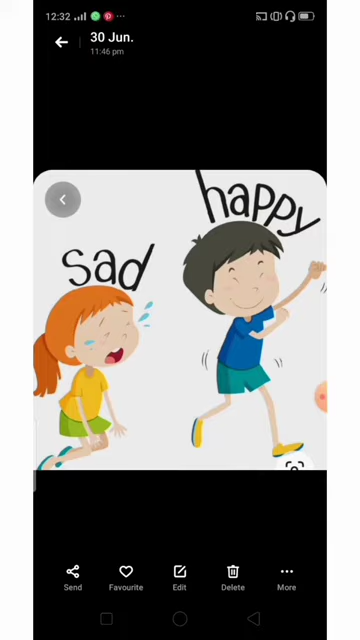 12:32
30 Jun.
11:46 pm
happy
sad
Send
Favourite
Edit
Delete
More